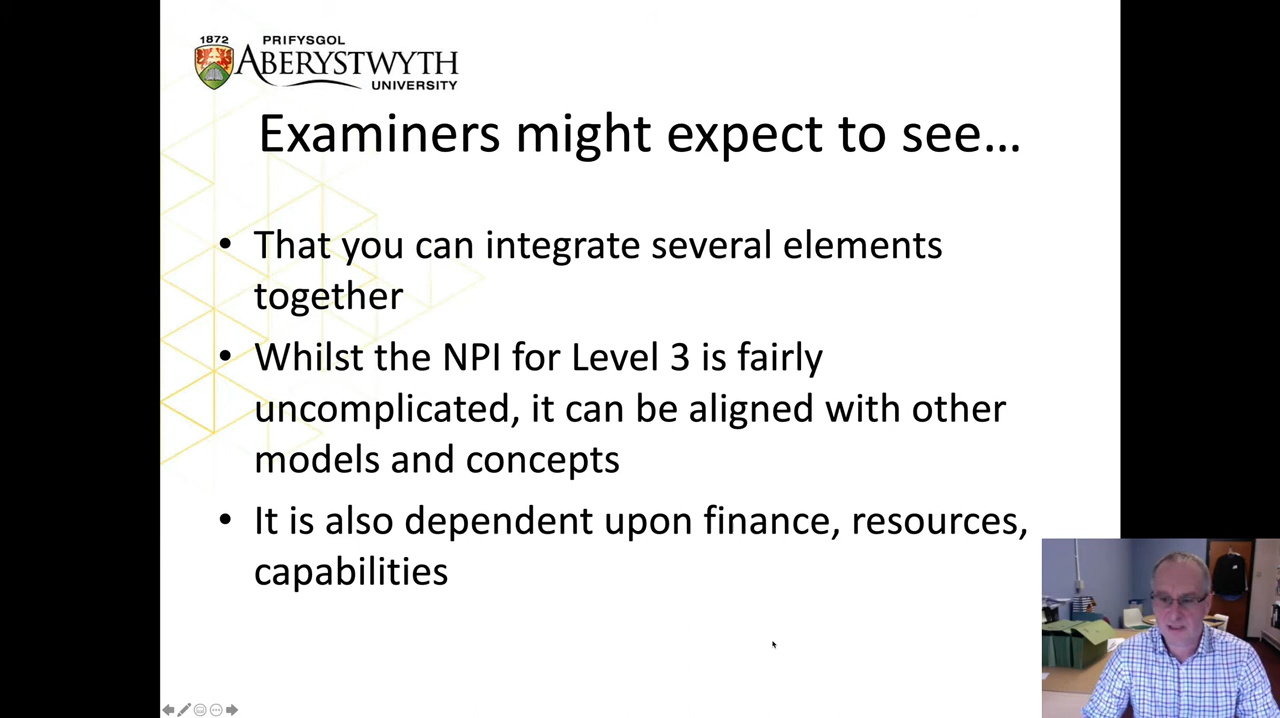 1872 PRIFYSGOL
ABERYSTWYTH
UNIVERSITY
Examiners might expect to see…
• That you can integrate several elements
together
• Whilst the NPI for Level 3 is fairly
uncomplicated, it can be aligned with other
models and concepts
• It is also dependent upon finance, resources,
capabilities